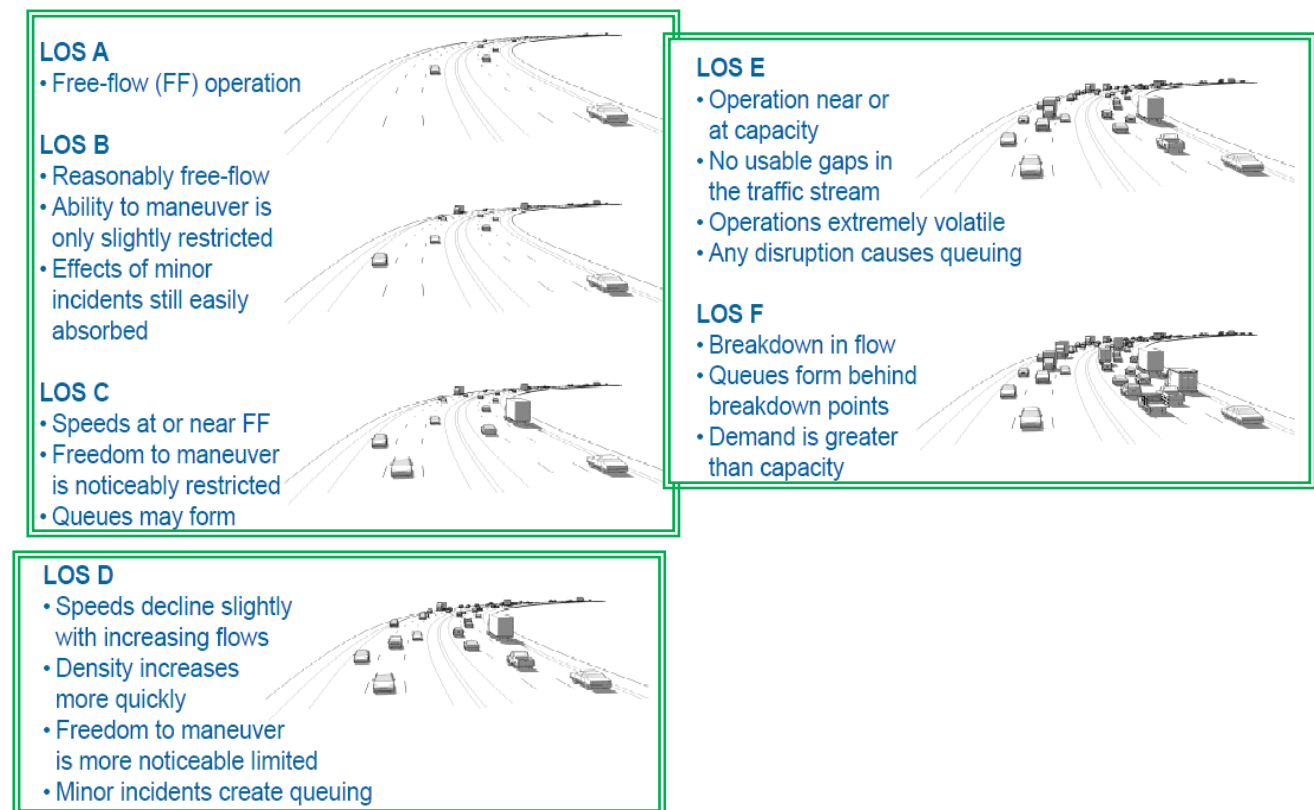 LOS A
• Free-flow (FF) operation
LOS B
• Reasonably free-flow
• Ability to maneuver is
only slightly restricted
• Effects of minor
incidents still easily
absorbed
LOS C
• Speeds at or near FF
• Freedom to maneuver
is noticeably restricted
• Queues may form
LOS D
• Speeds decline slightly
with increasing flows
• Density increases
more quickly
• Freedom to maneuver
is more noticeable limited
• Minor incidents create queuing
LOS E
• Operation near or
at capacity
• No usable gaps in
the traffic stream
• Operations extremely volatile
• Any disruption causes queuing
LOS F
• Breakdown in flow
• Queues form behind
breakdown points
• Demand is greater
than capacity